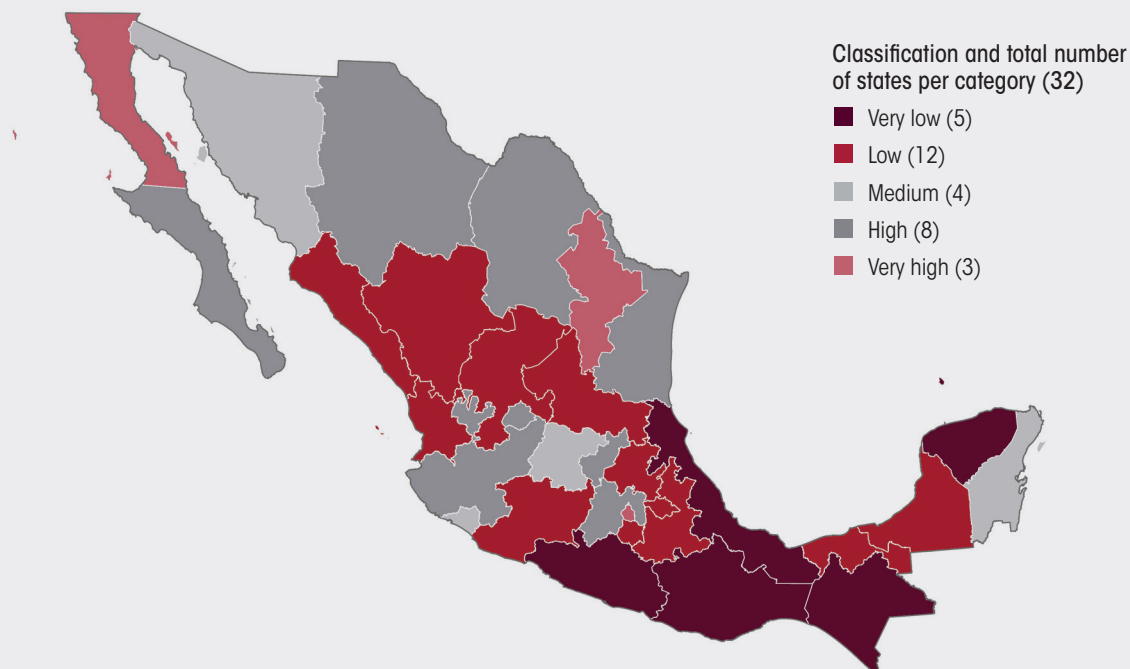 Classification and total number
of states per category (32)
Very low (5)
Low (12)
Medium (4)
High (8)
Very high (3)